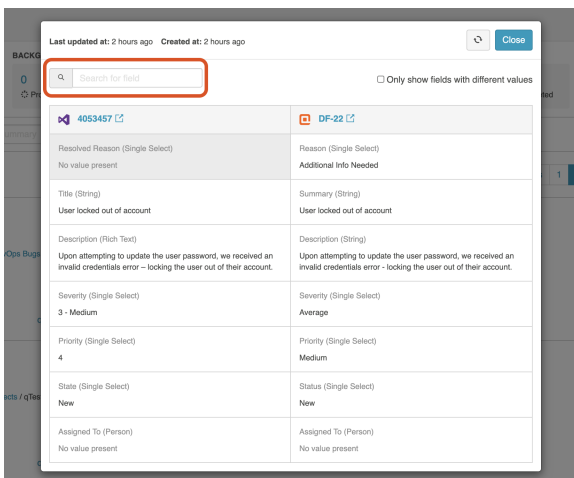 Last updated at: 2 hours ago Created at: 2 hours ago
Close
BACKG
0
Pro
Search for field
Only show fields with different values
4053457
DF-22
Resolved Reason (Single Select)
No value present
Reason (Single Select)
Additional Info Needed
1
Title (String)
User locked out of account
Summary (String)
User locked out of account
Description (Rich Text)
Upon attempting to update the user password, we received an
invalid credentials error – locking the user out of their account.
Description (String)
Upon attempting to update the user password, we received an
invalid credentials error - locking the user out of their account.
Ops Bugs
Severity (Single Select)
3 - Medium
Severity (Single Select)
Average
Priority (Single Select)
4
Priority (Single Select)
Medium
State (Single Select)
New
Status (Single Select)
New
ects / qTes
Assigned To (Person)
No value present
Assigned To (Person)
No value present